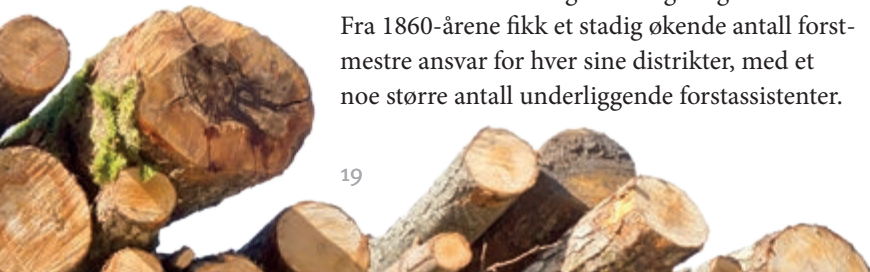 Fra 1860-årene fikk et stadig økende antall forst-
mestre ansvar for hver sine distrikter, med et
noe større antall underliggende forstassistenter.
19